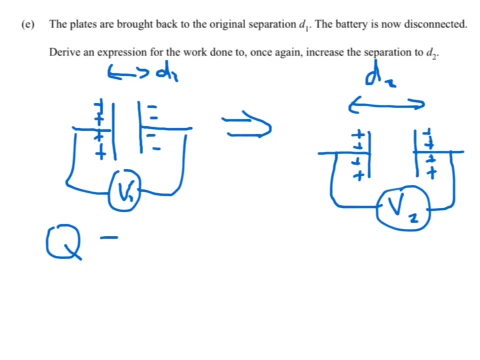 (e) The plates are brought back to the original separation d₁. The battery is now disconnected.
Derive an expression for the work done to, once again, increase the separation to d₂.
d₁
d₂
+ + + +
− − − −
+ + + +
+ + + +
V₁
V₂
Q −